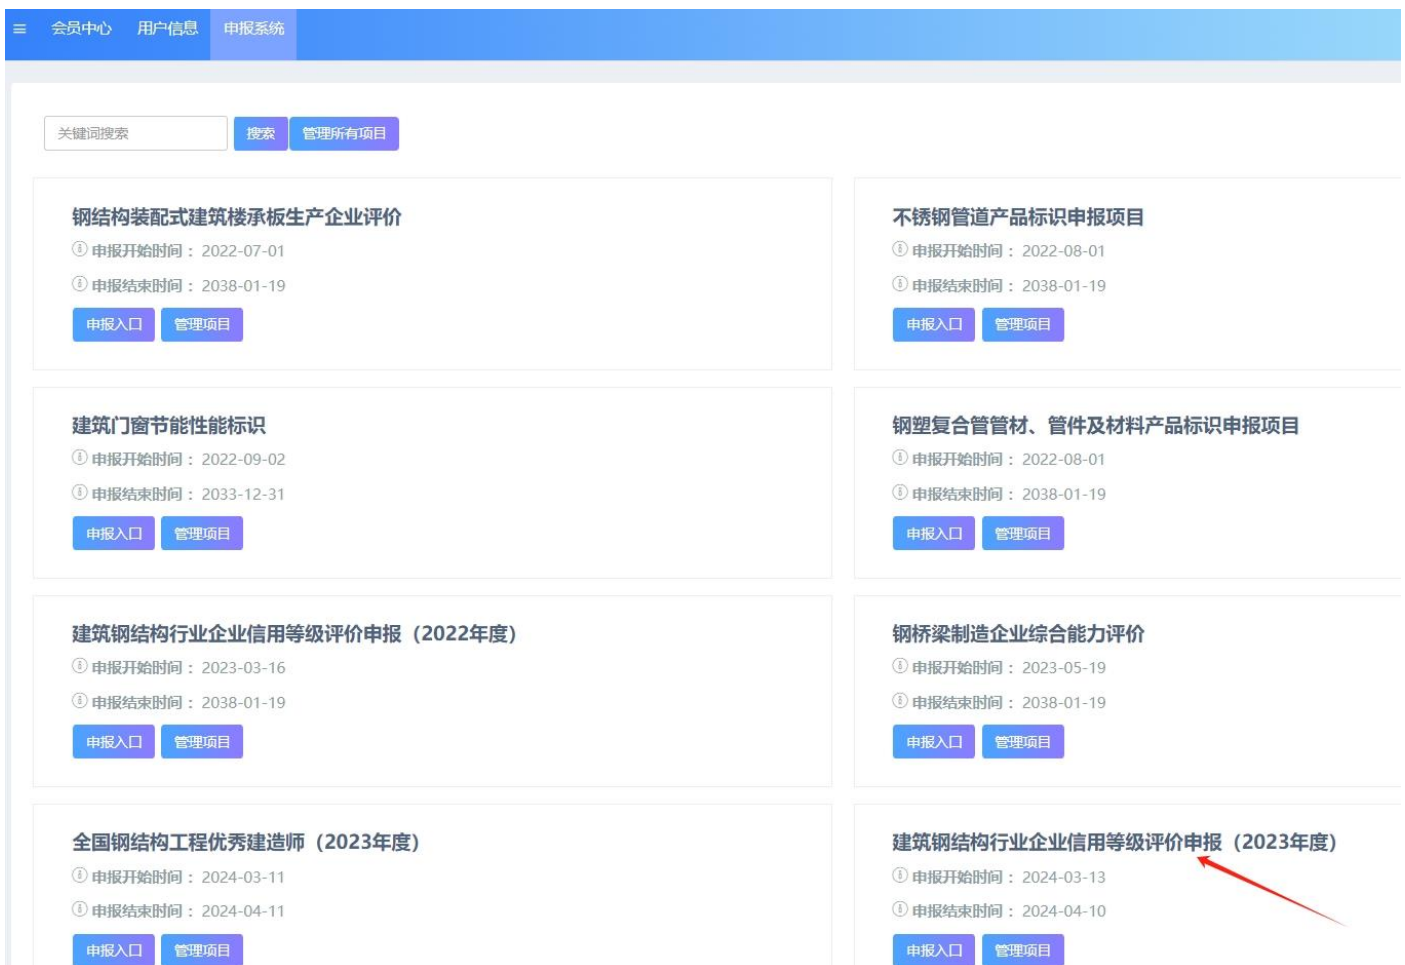 会员中心 用户信息 申报系统
关键词搜索 搜索 管理所有项目
钢结构装配式建筑楼承板生产企业评价
申报开始时间： 2022-07-01
申报结束时间： 2038-01-19
申报入口 管理项目
不锈钢管道产品标识申报项目
申报开始时间： 2022-08-01
申报结束时间： 2038-01-19
申报入口 管理项目
建筑门窗节能性能标识
申报开始时间： 2022-09-02
申报结束时间： 2033-12-31
申报入口 管理项目
钢塑复合管管材、管件及材料产品标识申报项目
申报开始时间： 2022-08-01
申报结束时间： 2038-01-19
申报入口 管理项目
建筑钢结构行业企业信用等级评价申报（2022年度）
申报开始时间： 2023-03-16
申报结束时间： 2038-01-19
申报入口 管理项目
钢桥梁制造企业综合能力评价
申报开始时间： 2023-05-19
申报结束时间： 2038-01-19
申报入口 管理项目
全国钢结构工程优秀建造师（2023年度）
申报开始时间： 2024-03-11
申报结束时间： 2024-04-11
申报入口 管理项目
建筑钢结构行业企业信用等级评价申报（2023年度）
申报开始时间： 2024-03-13
申报结束时间： 2024-04-10
申报入口 管理项目